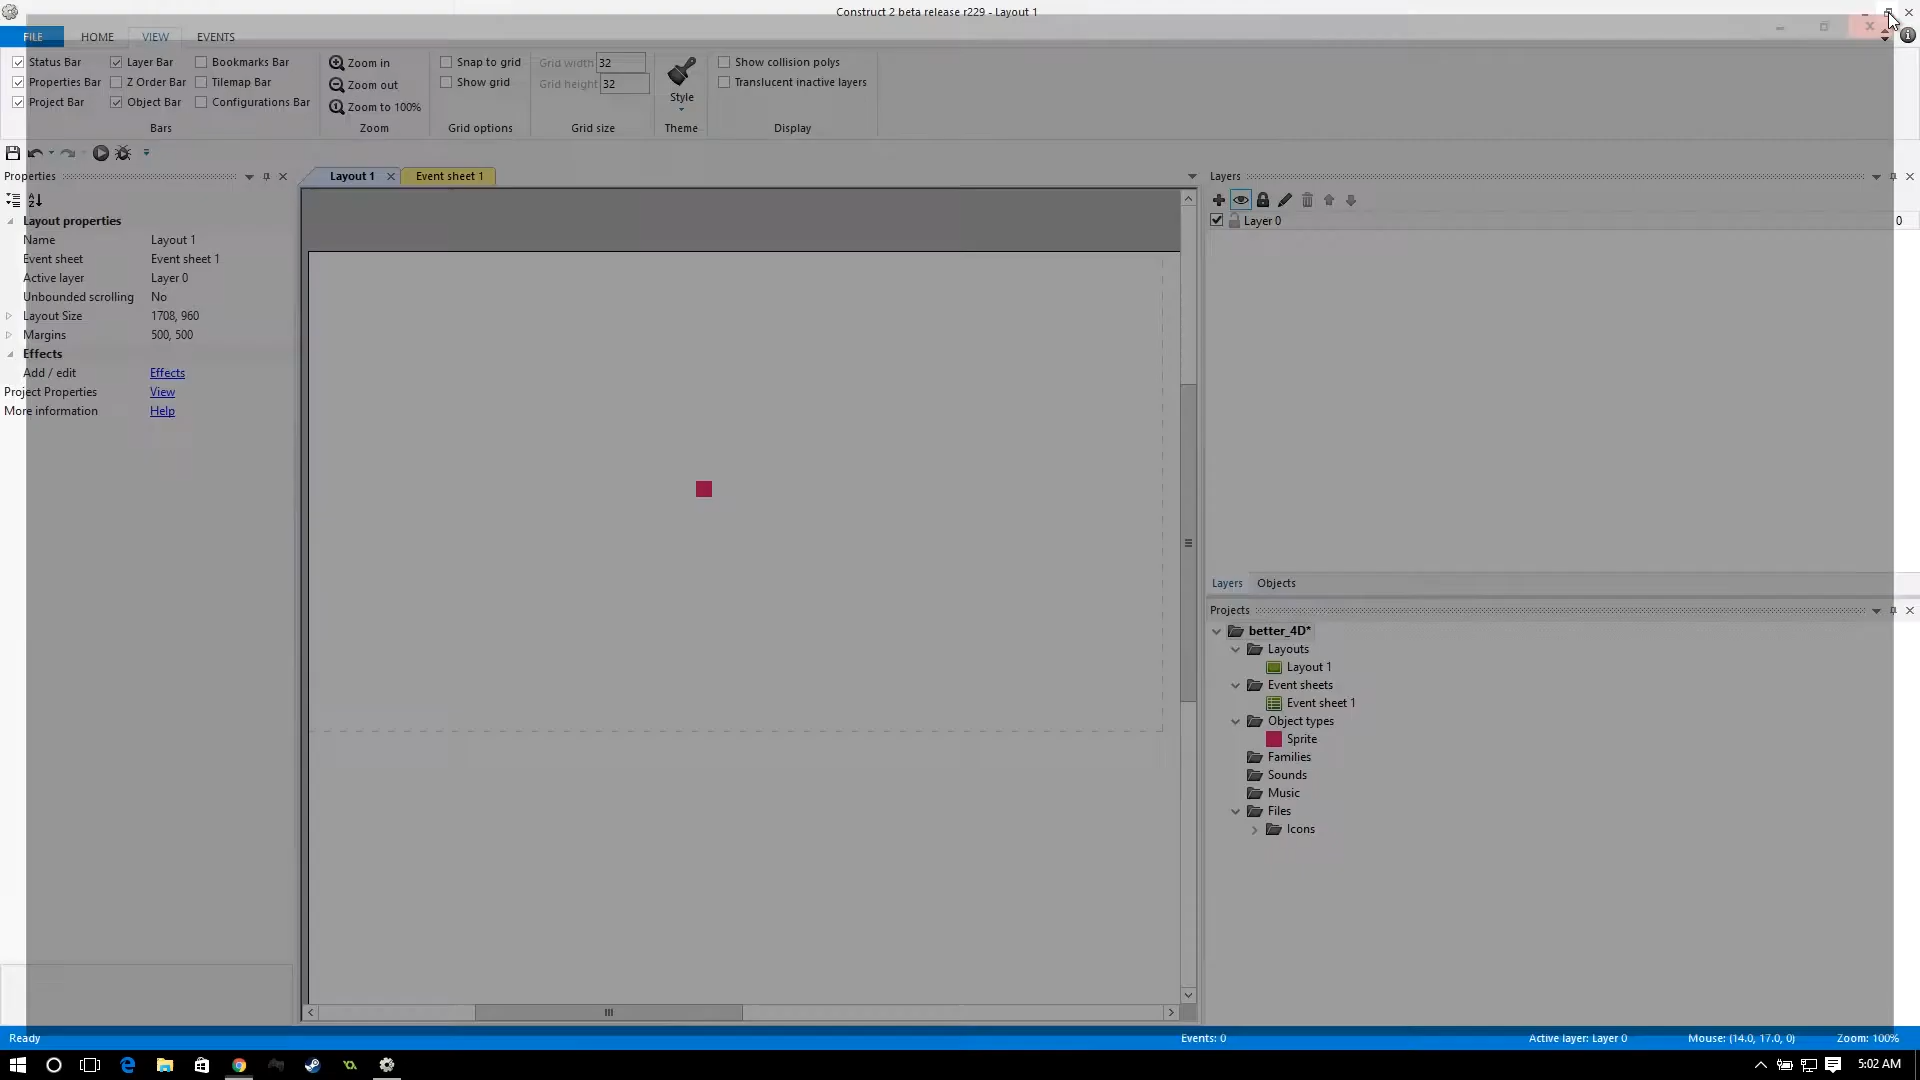 Construct 2 beta release r229 - Layout 1
FILE HOME VIEW EVENTS
Status Bar Layer Bar Bookmarks Bar Zoom in Snap to grid Grid width 32 Show collision polys
Properties Bar Z Order Bar Tilemap Bar Zoom out Show grid Grid height 32 Translucent inactive layers
Project Bar Object Bar Configurations Bar Zoom to 100% Style
Bars Zoom Grid options Grid size Theme Display
Properties Layout 1 Event sheet 1 Layers
Layout properties
Name Layout 1
Event sheet Event sheet 1
Active layer Layer 0
Unbounded scrolling No
Layout Size 1708, 960
Margins 500, 500
Effects
Add / edit Effects
Project Properties View
More information Help
Layer 0 0
Layers Objects
Projects
better_4D*
Layouts
Layout 1
Event sheets
Event sheet 1
Object types
Sprite
Families
Sounds
Music
Files
Icons
Ready Events: 0 Active layer: Layer 0 Mouse: (14.0, 17.0, 0) Zoom: 100%
5:02 AM